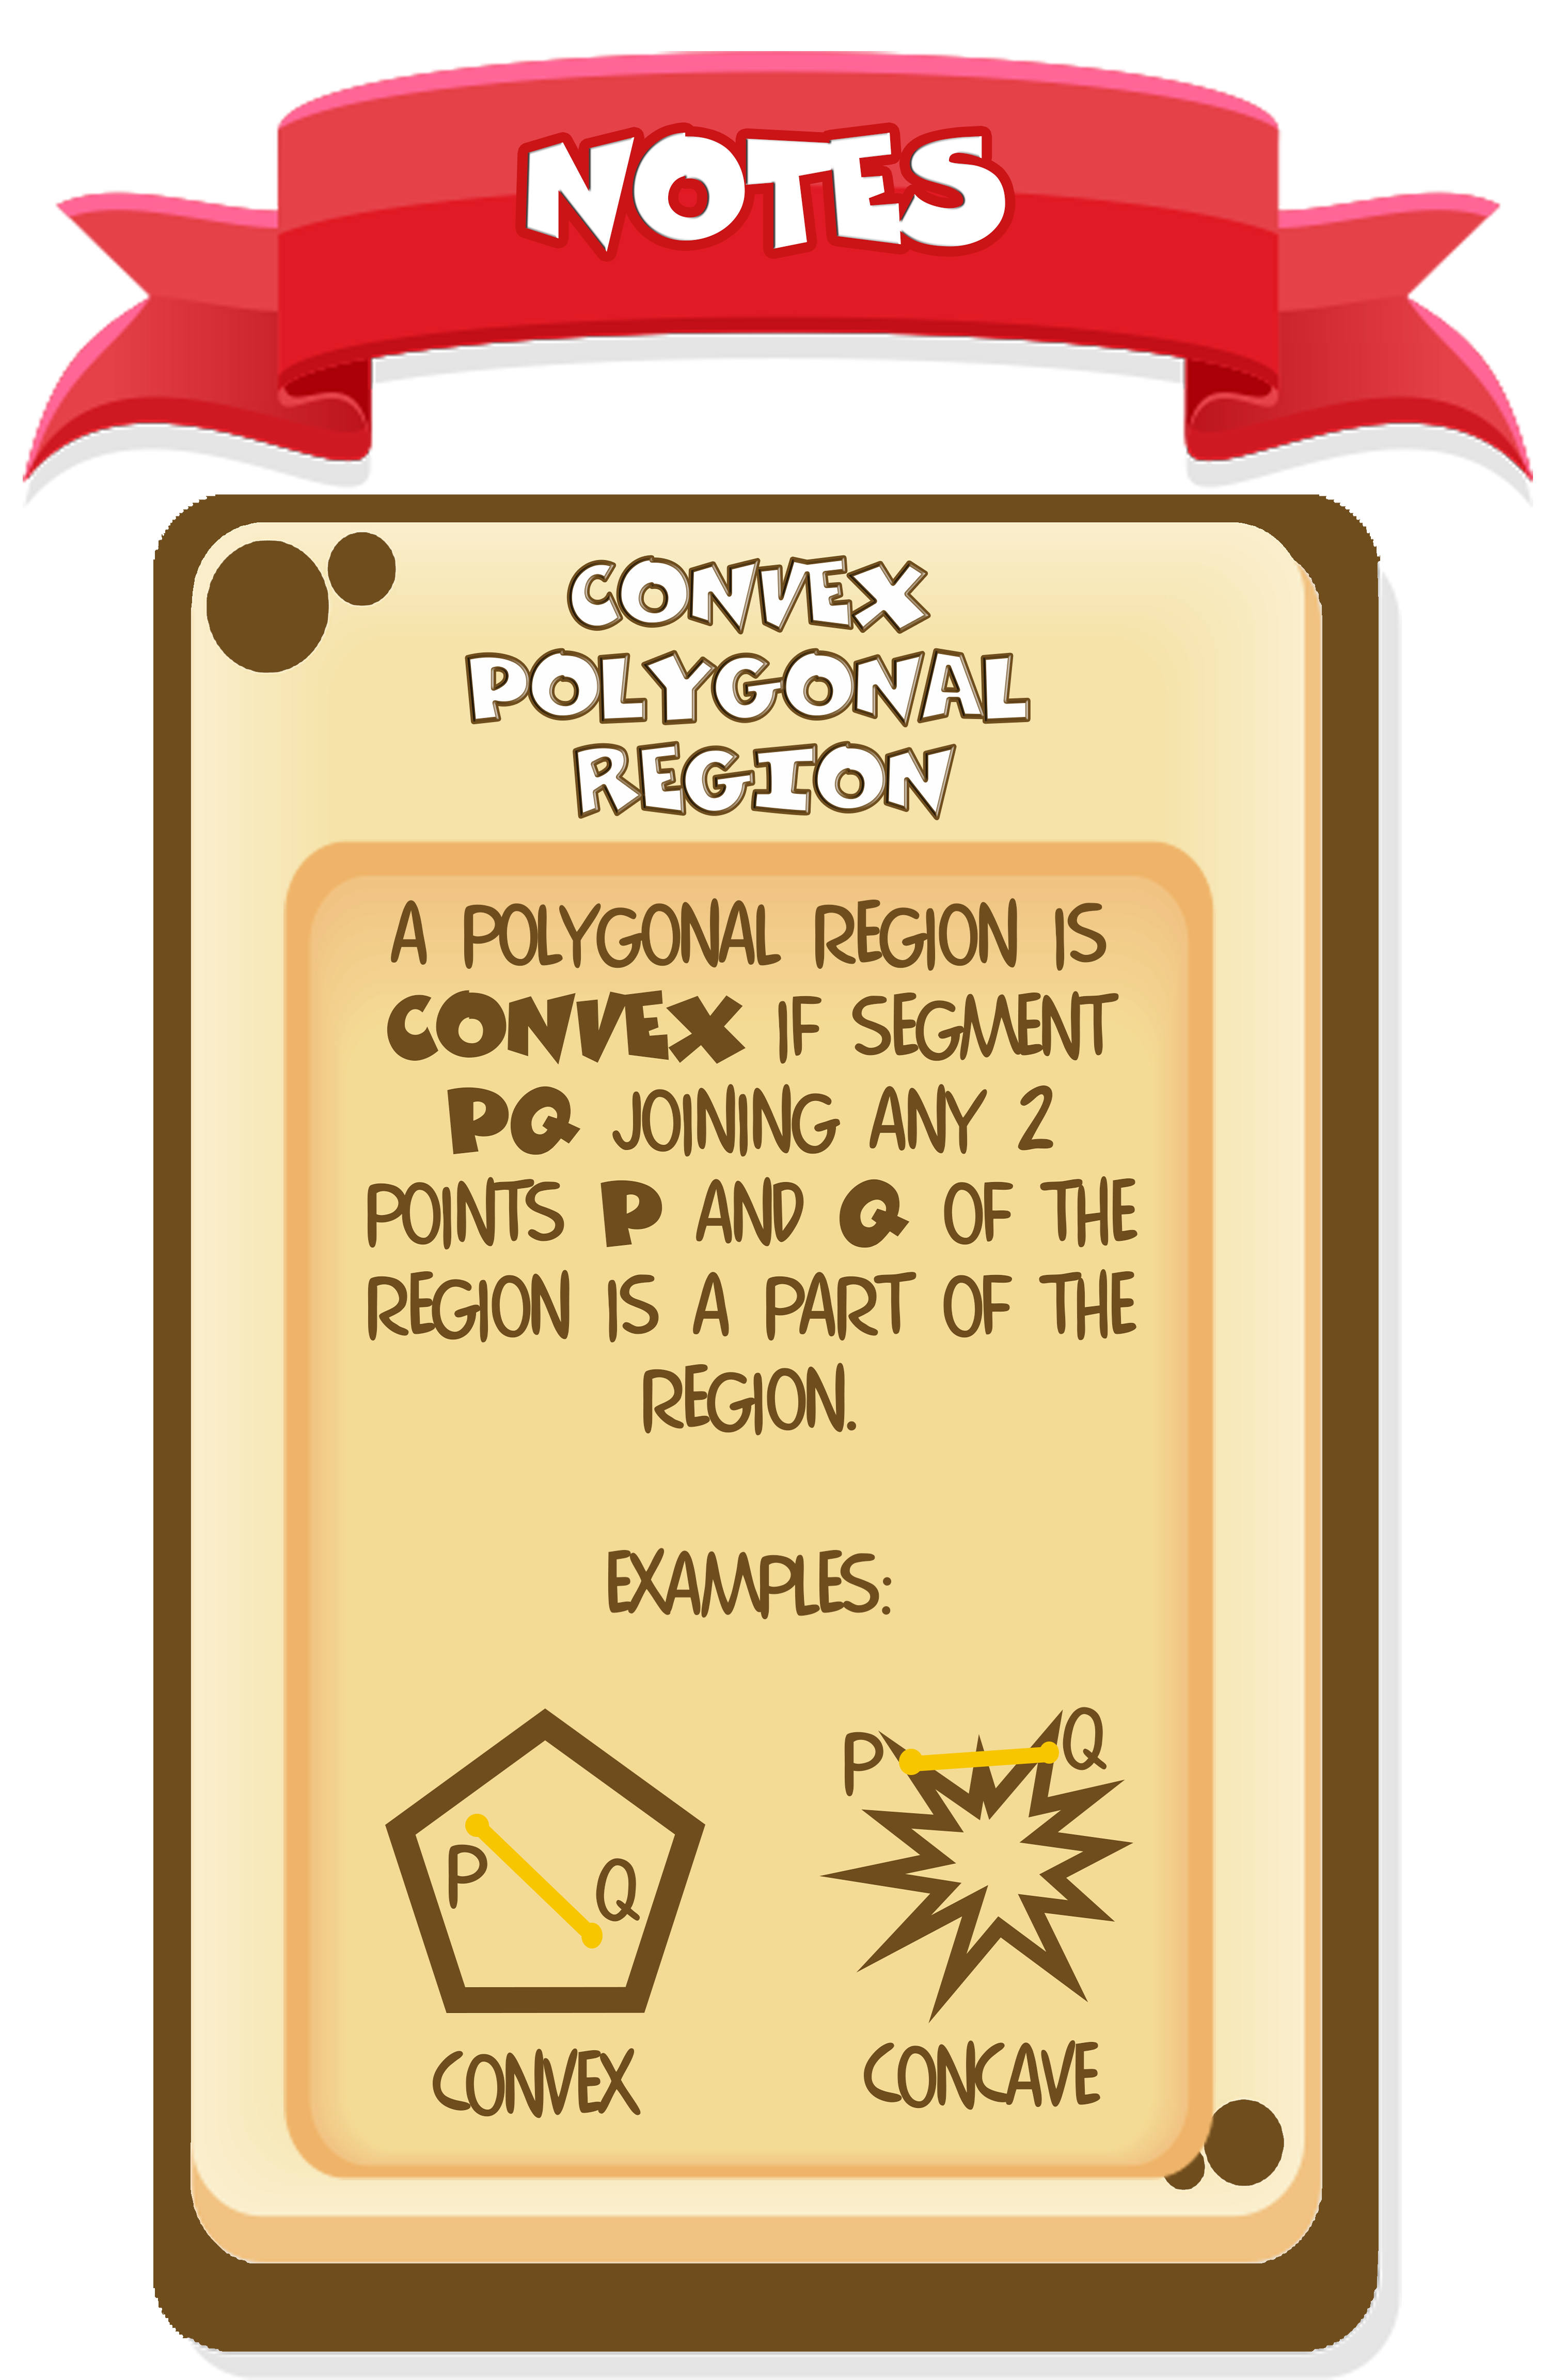 NOTES
CONVEX
POLYGONAL
REGION
A POLYGONAL REGION IS
CONVEX IF SEGMENT
PQ JOINING ANY 2
POINTS P AND Q OF THE
REGION IS A PART OF THE
REGION.
EXAMPLES:
P Q
P Q
CONVEX
CONCAVE